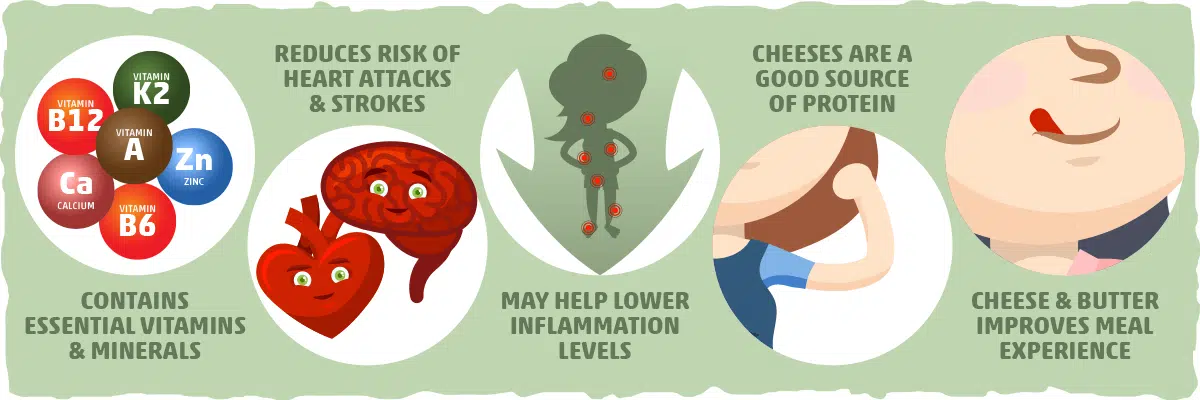 VITAMIN
K2
VITAMIN
B12
VITAMIN
A
Zn
ZINC
Ca
CALCIUM
VITAMIN
B6
CONTAINS
ESSENTIAL VITAMINS
& MINERALS
REDUCES RISK OF
HEART ATTACKS
& STROKES
MAY HELP LOWER
INFLAMMATION
LEVELS
CHEESES ARE A
GOOD SOURCE
OF PROTEIN
CHEESE & BUTTER
IMPROVES MEAL
EXPERIENCE